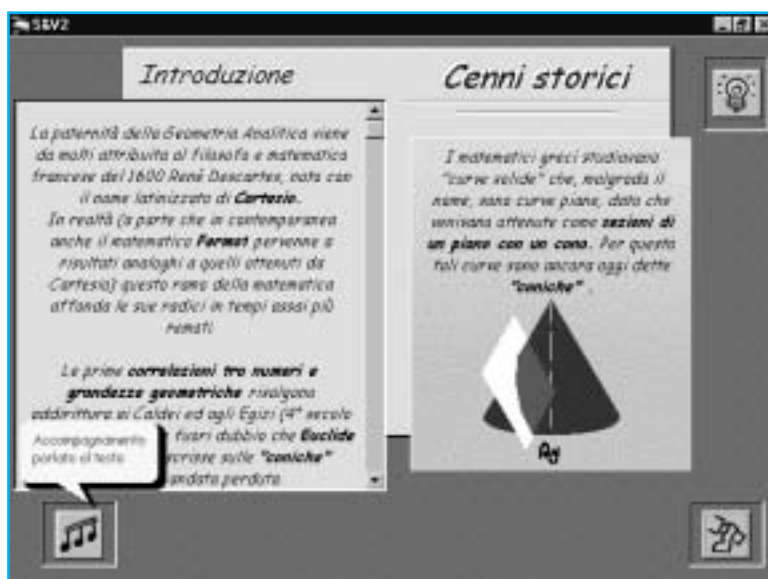 S&V2
Introduzione
La paternità della Geometria Analitica viene
da molti attribuita al filosofo e matematico
francese del 1600 René Descartes, noto con
il nome latinizzato di Cartesio.
In realtà (a parte che in contemporanea
anche il matematico Fermat pervenne a
risultati analoghi a quelli ottenuti da
Cartesio) questo ramo della matematica
affonda le sue radici in tempi assai più
remoti.
Le prime correlazioni tra numeri e
grandezze geometriche risalgono
addirittura ai Caldei ed agli Egizi (4° secolo
fuori dubbio che Euclide
scrisse sulle "coniche"
andata perduta.
Accompagnamento
parlato al testo
Cenni storici
I matematici greci studiavano
"curve solide" che, malgrado il
nome, sono curve piane, dato che
venivano ottenute come sezioni di
un piano con un cono. Per questo
tali curve sono ancora oggi dette
"coniche" .